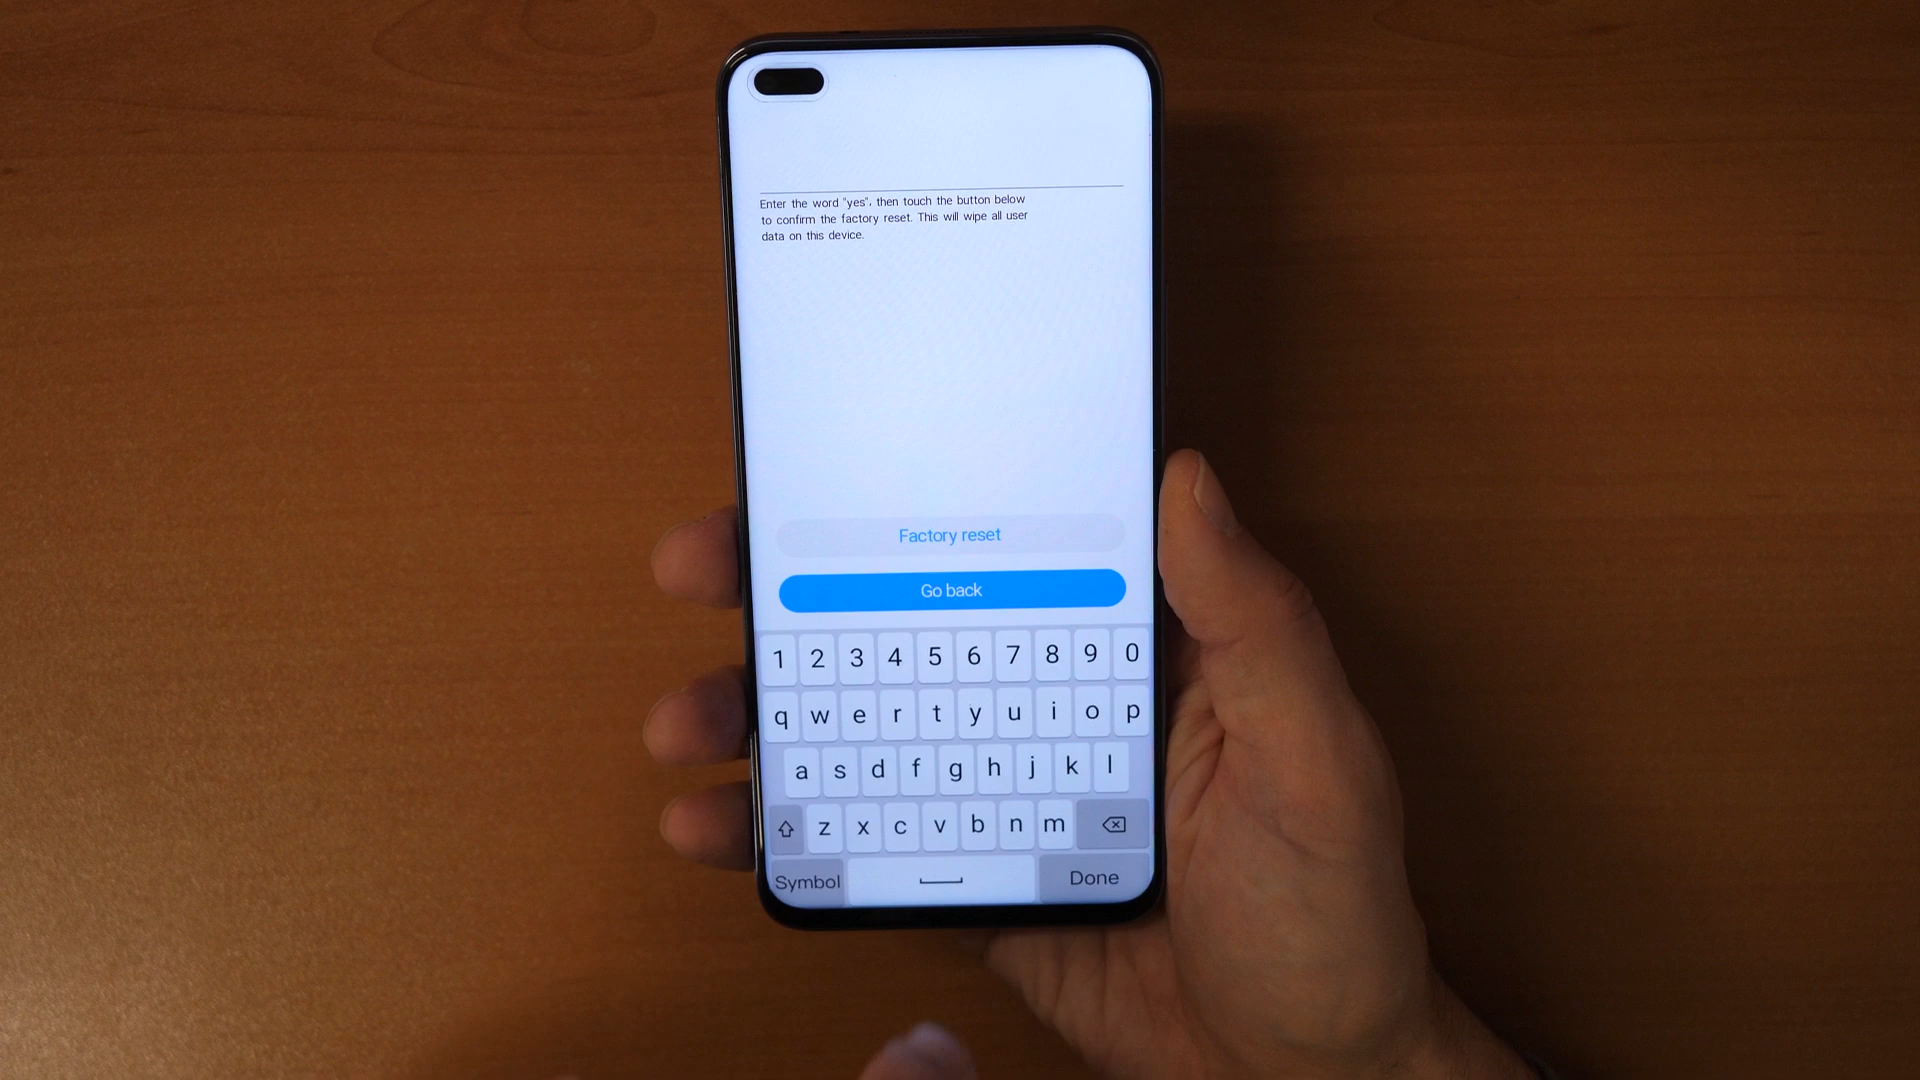 Enter the word "yes", then touch the button below
to confirm the factory reset. This will wipe all user
data on this device.
Factory reset
Go back
1 2 3 4 5 6 7 8 9 0
q w e r t y u i o p
a s d f g h j k l
z x c v b n m
Symbol Done